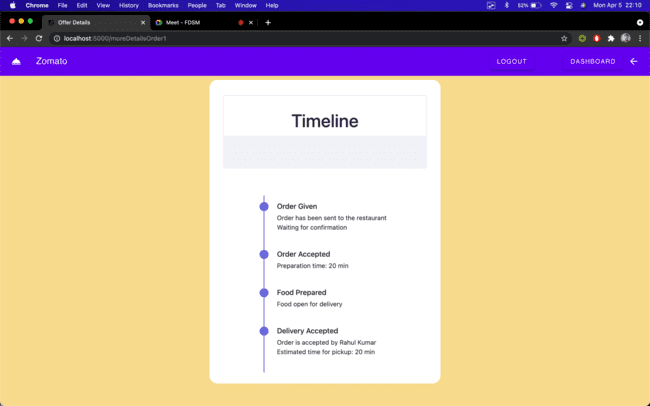 Chrome File Edit View History Bookmarks People Tab Window Help 52% Mon Apr 5 22:10
Offer Details Meet - FDSM
localhost:5000/moreDetailsOrder1
Zomato LOGOUT DASHBOARD
Timeline
Order Given
Order has been sent to the restaurant
Waiting for confirmation
Order Accepted
Preparation time: 20 min
Food Prepared
Food open for delivery
Delivery Accepted
Order is accepted by Rahul Kumar
Estimated time for pickup: 20 min